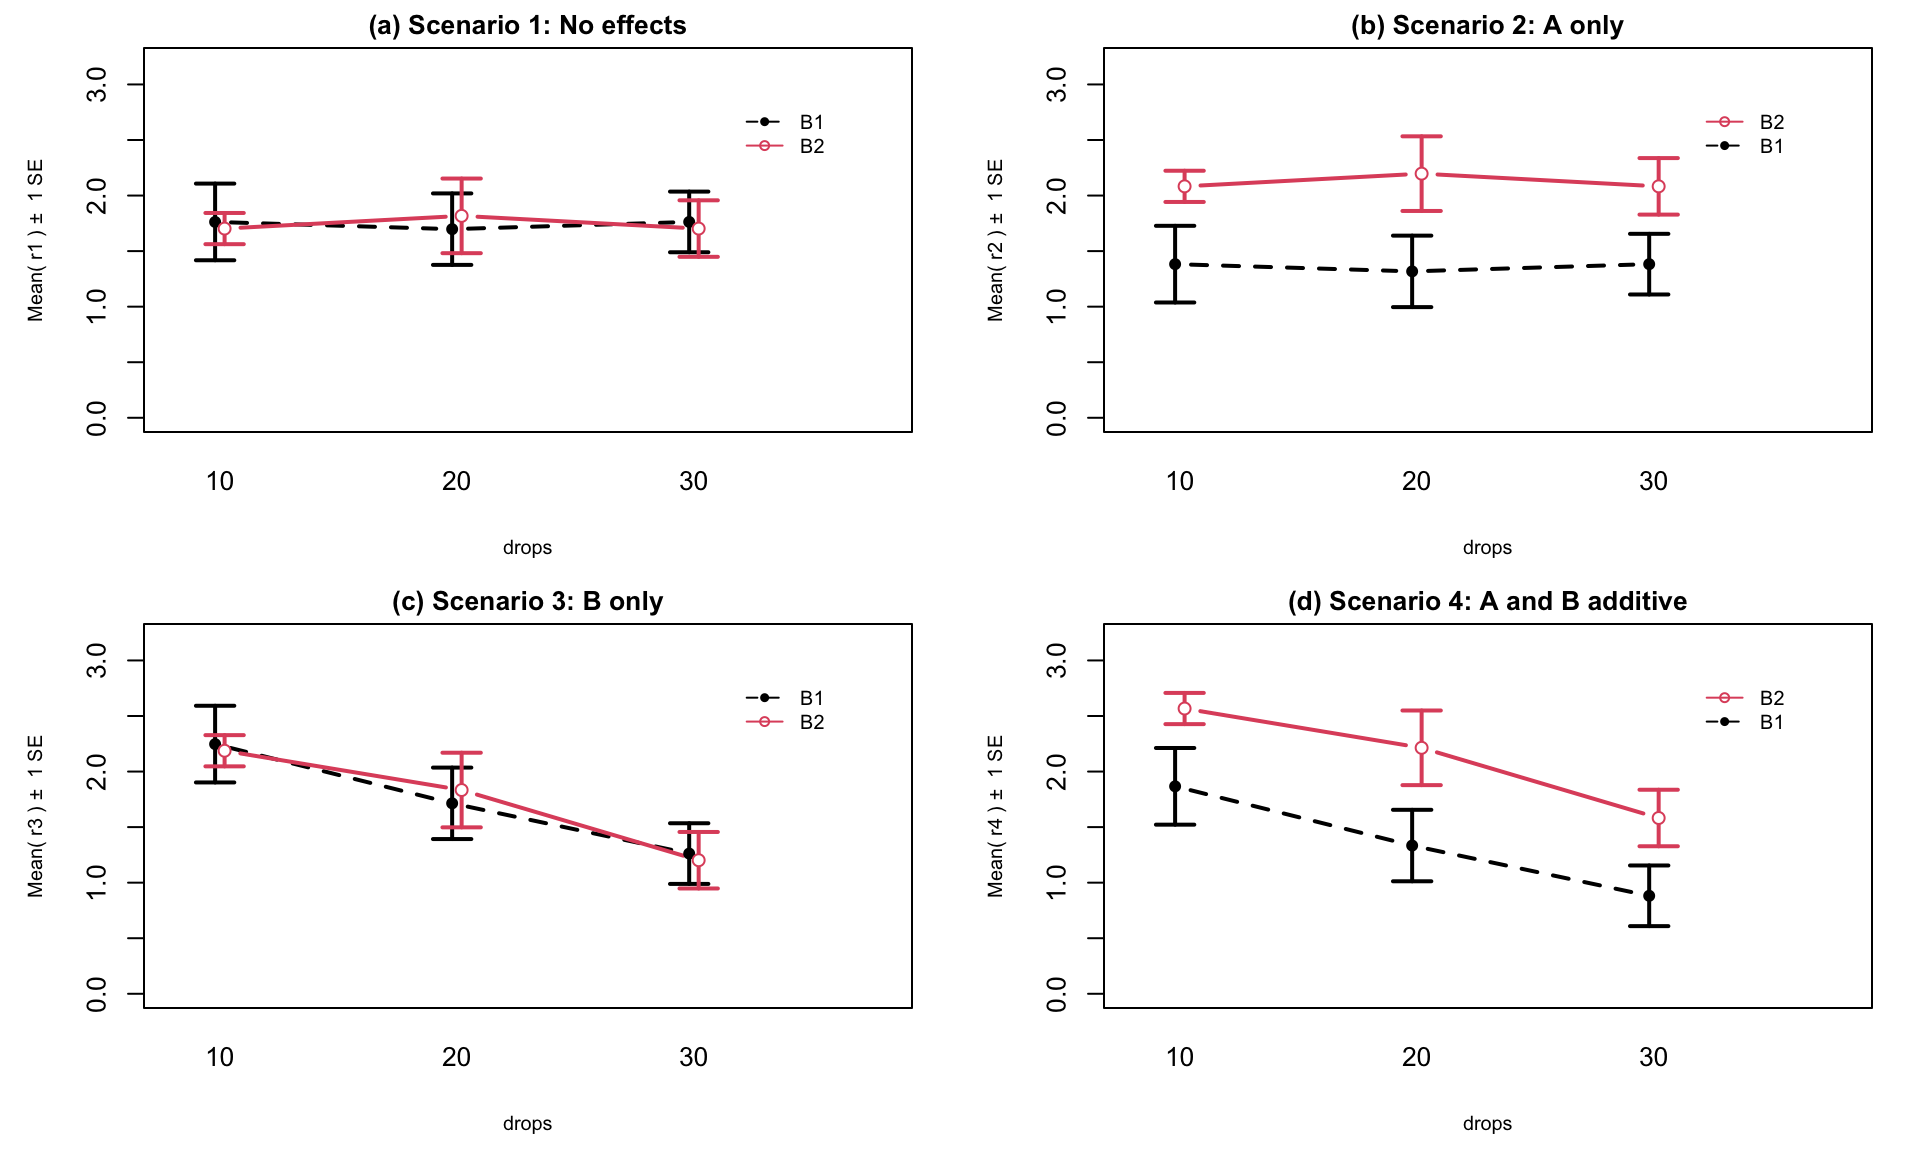 (a) Scenario 1: No effects
Mean( r1 ) ± 1 SE
3.0
2.0
1.0
0.0
B1
B2
10 20 30
drops
(b) Scenario 2: A only
Mean( r2 ) ± 1 SE
3.0
2.0
1.0
0.0
B2
B1
10 20 30
drops
(c) Scenario 3: B only
Mean( r3 ) ± 1 SE
3.0
2.0
1.0
0.0
B1
B2
10 20 30
drops
(d) Scenario 4: A and B additive
Mean( r4 ) ± 1 SE
3.0
2.0
1.0
0.0
B2
B1
10 20 30
drops